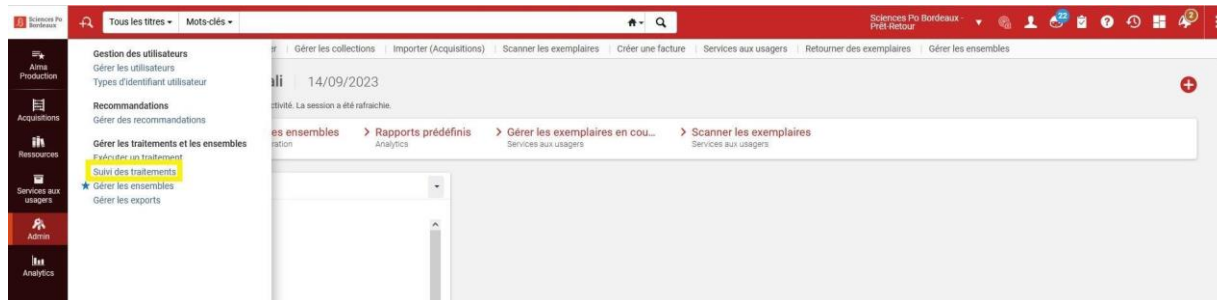 Sciences Po
Bordeaux
Tous les titres
Mots-clés
Sciences Po Bordeaux -
Prêt-Retour
22
2
Alma
Production
Acquisitions
Ressources
Services aux
usagers
Admin
Analytics
Gestion des utilisateurs
Gérer les utilisateurs
Types d'identifiant utilisateur
Recommandations
Gérer des recommandations
Gérer les traitements et les ensembles
Exécuter un traitement
Suivi des traitements
Gérer les ensembles
Gérer les exports
Gérer les collections
Importer (Acquisitions)
Scanner les exemplaires
Créer une facture
Services aux usagers
Retourner des exemplaires
Gérer les ensembles
ali 14/09/2023
ctivité. La session a été rafraichie.
es ensembles
ration
Rapports prédéfinis
Analytics
Gérer les exemplaires en cou...
Services aux usagers
Scanner les exemplaires
Services aux usagers